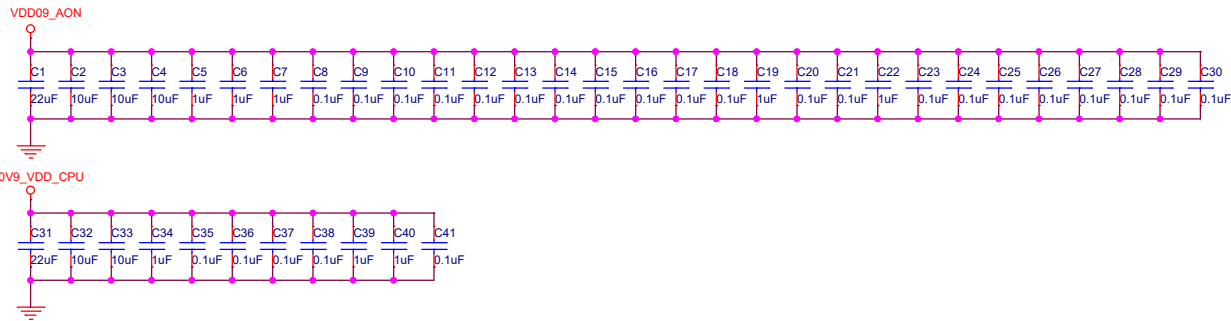 VDD09_AON
C1 C2 C3 C4 C5 C6 C7 C8 C9 C10 C11 C12 C13 C14 C15 C16 C17 C18 C19 C20 C21 C22 C23 C24 C25 C26 C27 C28 C29 C30
22uF 10uF 10uF 10uF 1uF 1uF 1uF 0.1uF 0.1uF 0.1uF 0.1uF 0.1uF 0.1uF 0.1uF 0.1uF 0.1uF 0.1uF 0.1uF 1uF 0.1uF 0.1uF 1uF 0.1uF 0.1uF 0.1uF 0.1uF 0.1uF 0.1uF 0.1uF 0.1uF
0V9_VDD_CPU
C31 C32 C33 C34 C35 C36 C37 C38 C39 C40 C41
22uF 10uF 10uF 1uF 0.1uF 0.1uF 0.1uF 0.1uF 1uF 1uF 0.1uF